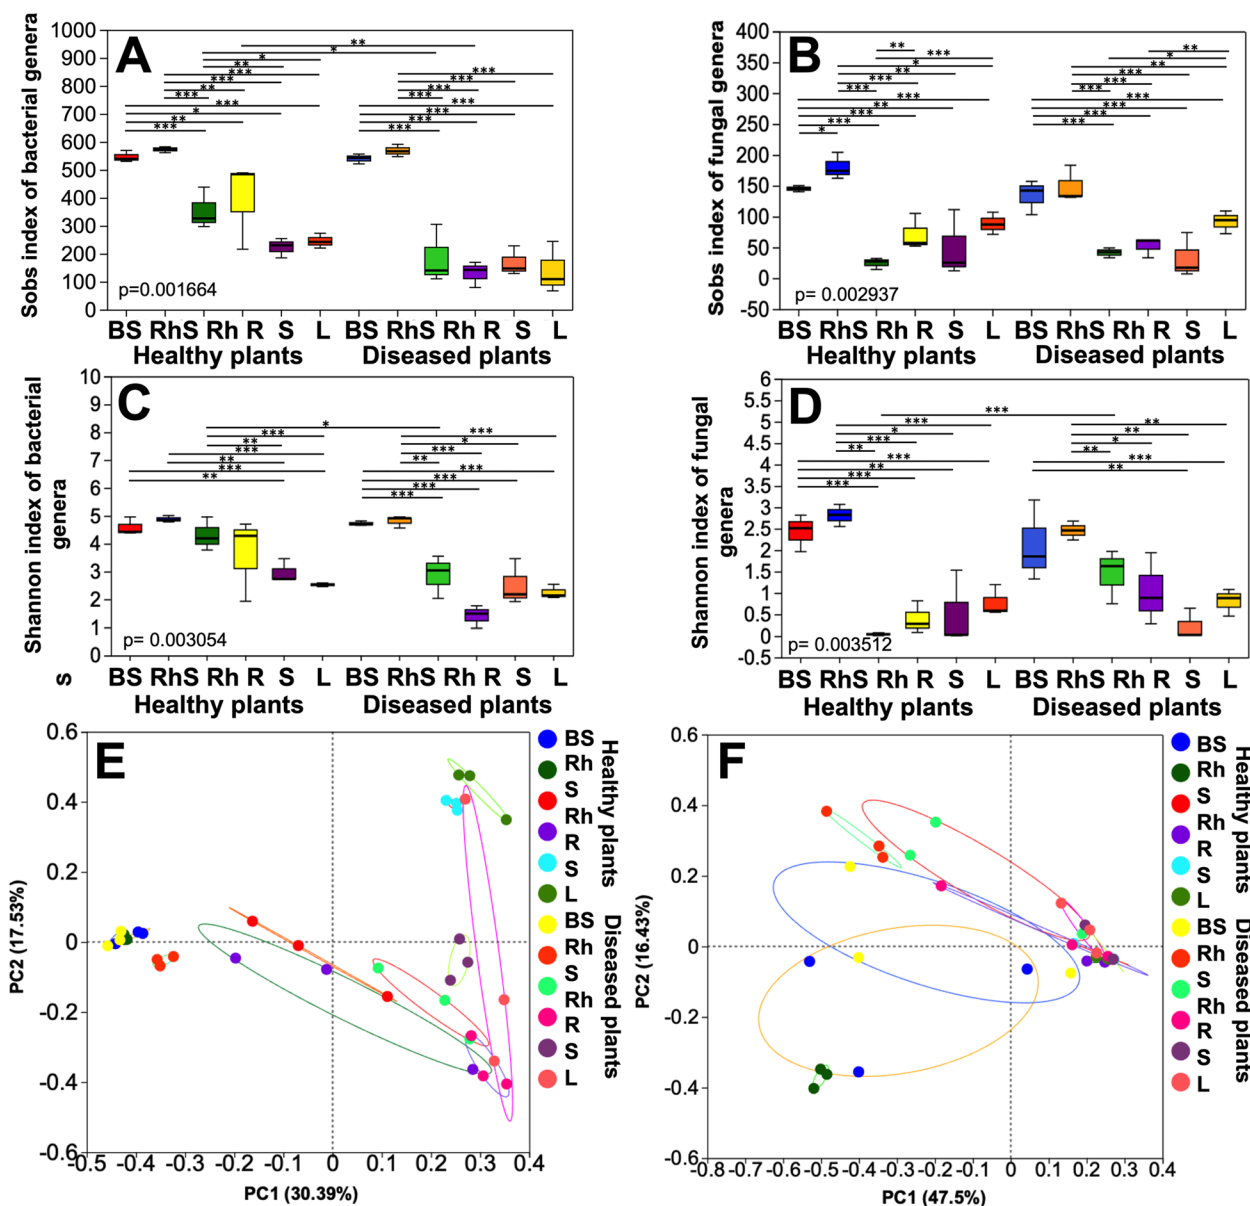 A
Sobs index of bacterial genera
1000
900
800
700
600
500
400
300
200
100
0
** * * ** *** *** ** *** *** * ** ***
*** *** *** *** *** *** *** ***
p=0.001664
BS RhS Rh R S L BS RhS Rh R S L
Healthy plants Diseased plants
B
Sobs index of fungal genera
400
350
300
250
200
150
100
50
0
-50
** *** * ** *** *** *** ** *** *
** * ** *** *** *** *** *** *** ***
p= 0.002937
BS RhS Rh R S L BS RhS Rh R S L
Healthy plants Diseased plants
C
Shannon index of bacterial
genera
10
9
8
7
6
5
4
3
2
1
0
* *** ** *** ** *** **
*** * *** ** *** *** *** ***
p= 0.003054
s
BS RhS Rh R S L BS RhS Rh R S L
Healthy plants Diseased plants
D
Shannon index of fungal
genera
6
5.5
5
4.5
4
3.5
3
2.5
2
1.5
1
0.5
0
-0.5
*** *** * *** ** *** ** *** ***
** ** * ** *** **
p= 0.003512
BS RhS Rh R S L BS RhS Rh R S L
Healthy plants Diseased plants
E
PC2 (17.53%)
0.6
0.4
0.2
0
-0.2
-0.4
-0.6
-0.5 -0.4 -0.3 -0.2 -0.1 0 0.1 0.2 0.3 0.4
PC1 (30.39%)
BS
Rh
S
Rh
R
S
L
BS
Rh
S
Rh
R
S
L
Healthy plants
Diseased plants
F
PC2 (16.43%)
0.6
0.4
0.2
0
-0.2
-0.4
-0.6
-0.8 -0.7 -0.6 -0.5 -0.4 -0.3 -0.2 -0.1 0 0.1 0.2 0.3 0.4
PC1 (47.5%)
BS
Rh
S
Rh
R
S
L
BS
Rh
S
Rh
R
S
L
Healthy plants
Diseased plants